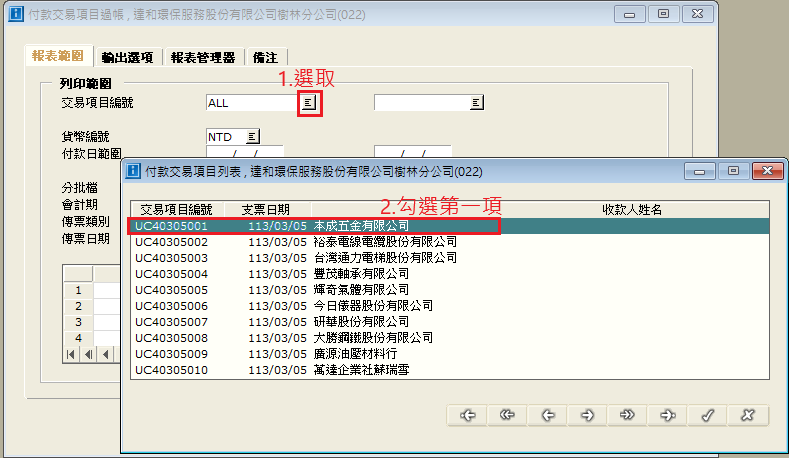 付款交易項目過帳 , 達和環保服務股份有限公司樹林分公司(022)
報表範圍 輸出選項 報表管理器 備注
列印範圍
1.選取
交易項目編號 ALL
貨幣編號 NTD
付款日範圍 __/__/__ __/__/__
分批檔
會計期
傳票類別
傳票日期
1
2
3
4
付款交易項目列表 , 達和環保服務股份有限公司樹林分公司(022)
2.勾選第一項
交易項目編號 支票日期 收款人姓名
UC40305001 113/03/05 本成五金有限公司
UC40305002 113/03/05 裕泰電線電纜股份有限公司
UC40305003 113/03/05 台灣通力電梯股份有限公司
UC40305004 113/03/05 豐茂軸承有限公司
UC40305005 113/03/05 輝奇氣體有限公司
UC40305006 113/03/05 今日儀器股份有限公司
UC40305007 113/03/05 研華股份有限公司
UC40305008 113/03/05 大勝鋼鐵股份有限公司
UC40305009 113/03/05 廣源油壓材料行
UC40305010 113/03/05 萬達企業社蘇瑞雪